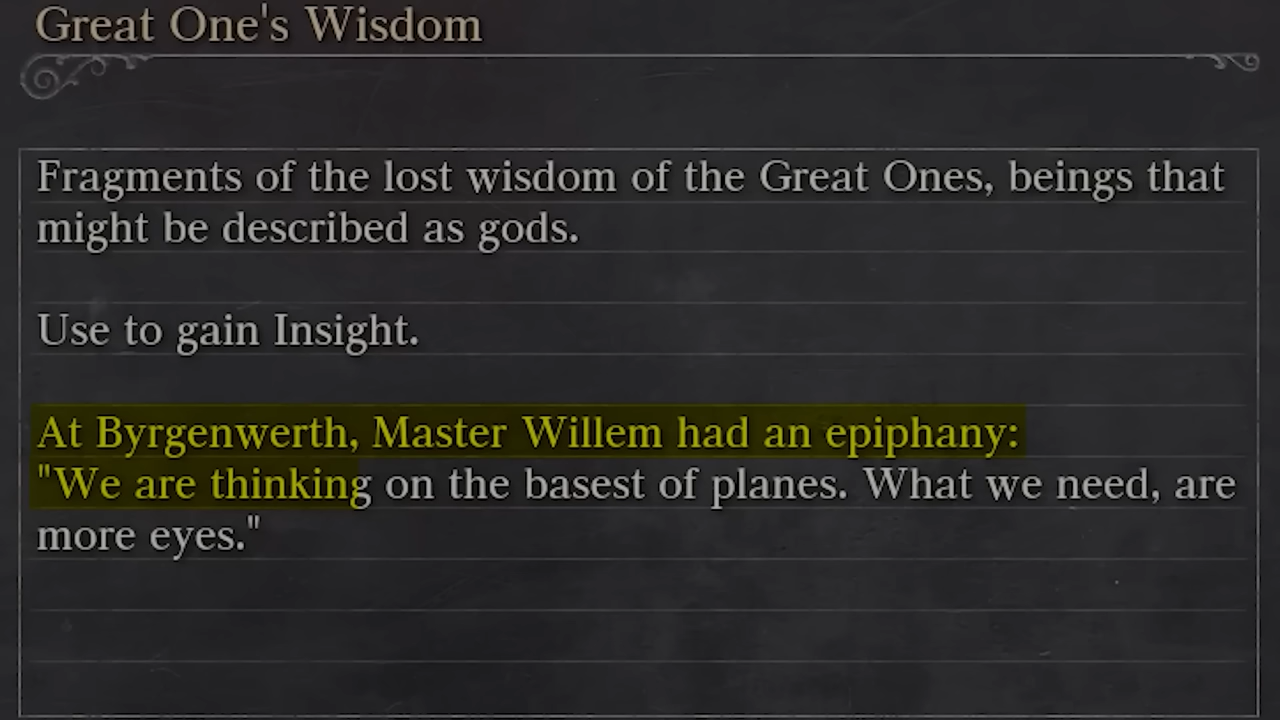 Great One's Wisdom
Fragments of the lost wisdom of the Great Ones, beings that
might be described as gods.
Use to gain Insight.
At Byrgenwerth, Master Willem had an epiphany:
"We are thinking on the basest of planes. What we need, are
more eyes."